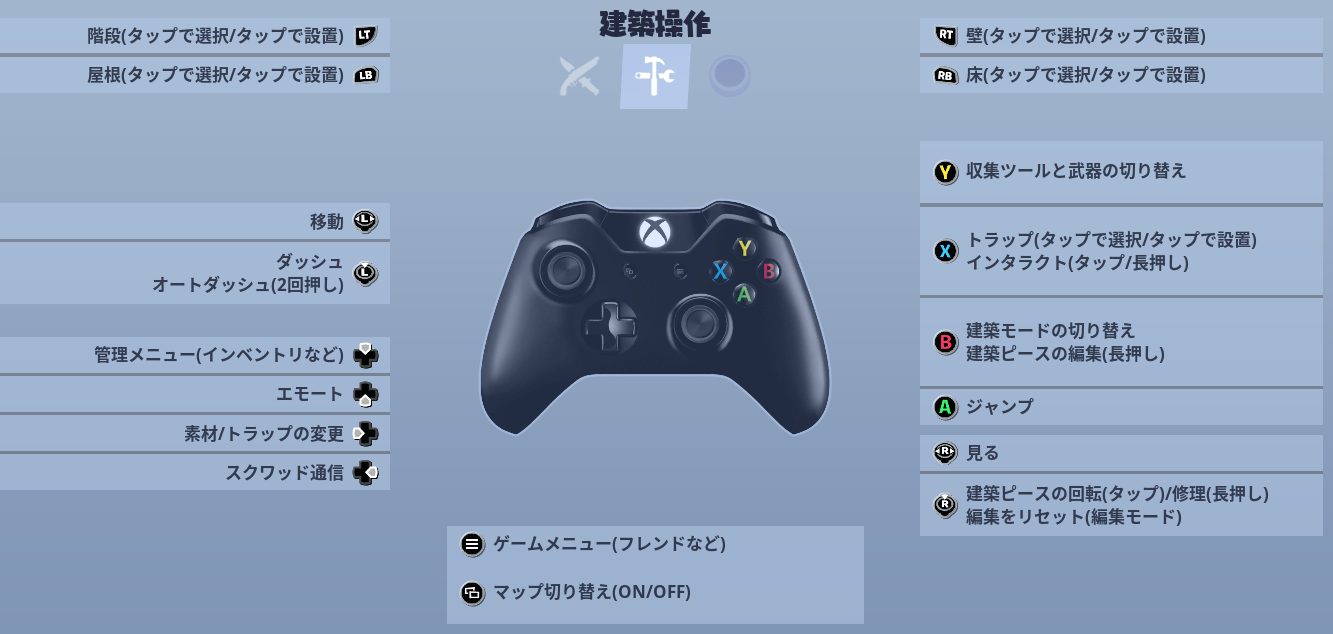 建築操作
LT 階段(タップで選択/タップで設置)
LB 屋根(タップで選択/タップで設置)
L 移動
L ダッシュ
オートダッシュ(2回押し)
管理メニュー(インベントリなど)
エモート
素材/トラップの変更
スクワッド通信
Y
X B
A
ゲームメニュー(フレンドなど)
マップ切り替え(ON/OFF)
RT 壁(タップで選択/タップで設置)
RB 床(タップで選択/タップで設置)
Y 収集ツールと武器の切り替え
X トラップ(タップで選択/タップで設置)
インタラクト(タップ/長押し)
B 建築モードの切り替え
建築ピースの編集(長押し)
A ジャンプ
R 見る
R 建築ピースの回転(タップ)/修理(長押し)
編集をリセット(編集モード)